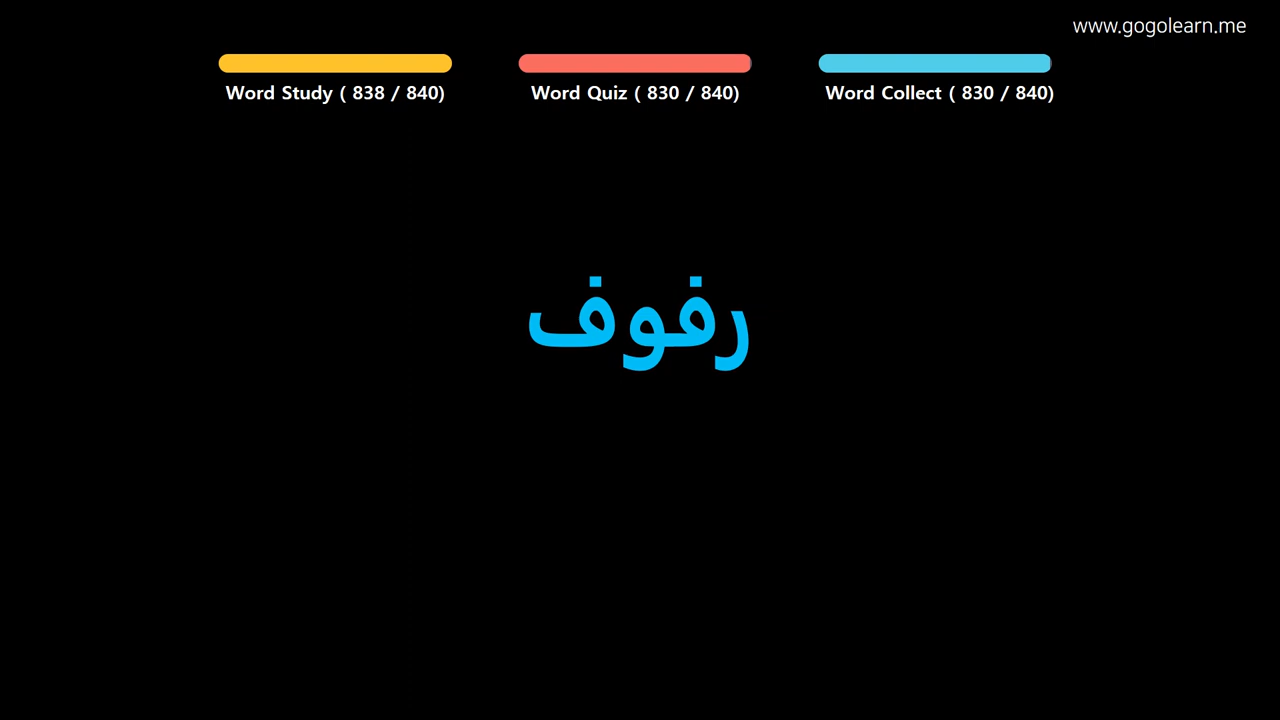 www.gogolearn.me
Word Study ( 838 / 840)
Word Quiz ( 830 / 840)
Word Collect ( 830 / 840)
رفوف